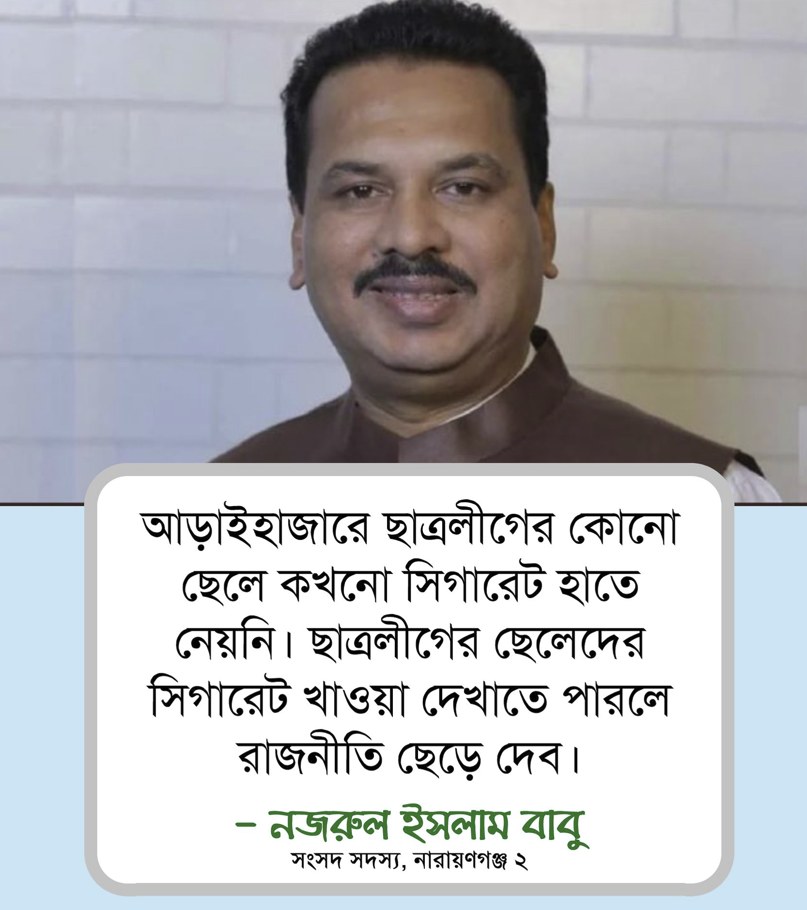 আড়াইহাজারে ছাত্রলীগের কোনো
ছেলে কখনো সিগারেট হাতে
নেয়নি। ছাত্রলীগের ছেলেদের
সিগারেট খাওয়া দেখাতে পারলে
রাজনীতি ছেড়ে দেব।
– নজরুল ইসলাম বাবু
সংসদ সদস্য, নারায়ণগঞ্জ ২